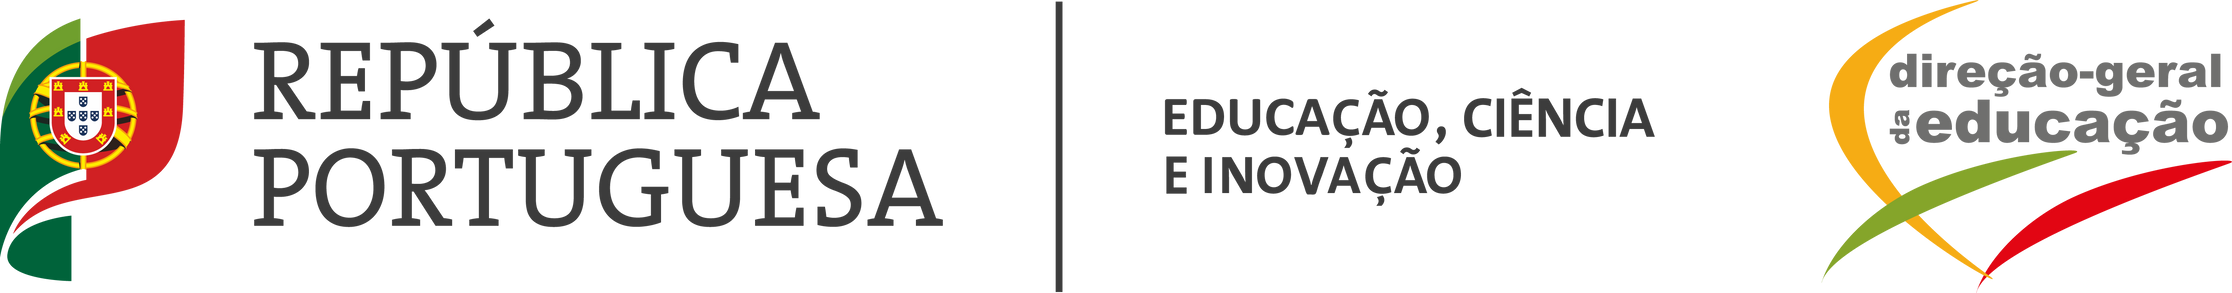 REPÚBLICA
PORTUGUESA
EDUCAÇÃO, CIÊNCIA
E INOVAÇÃO
direção-geral
da educação